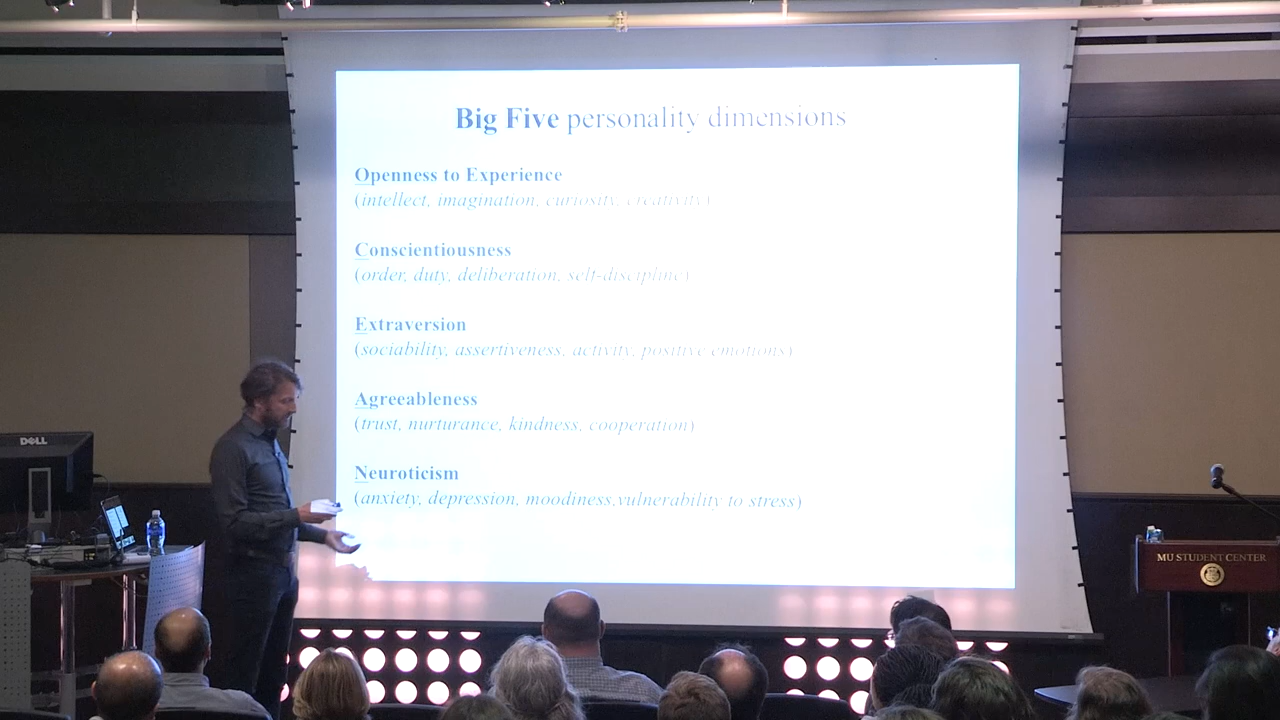 Big Five personality dimensions
Openness to Experience
(intellect, imagination, curiosity, creativity)
Conscientiousness
(order, duty, deliberation, self-discipline)
Extraversion
(sociability, assertiveness, activity, positive emotions)
Agreeableness
(trust, nurturance, kindness, cooperation)
Neuroticism
(anxiety, depression, moodiness,vulnerability to stress)
DELL
MU STUDENT CENTER